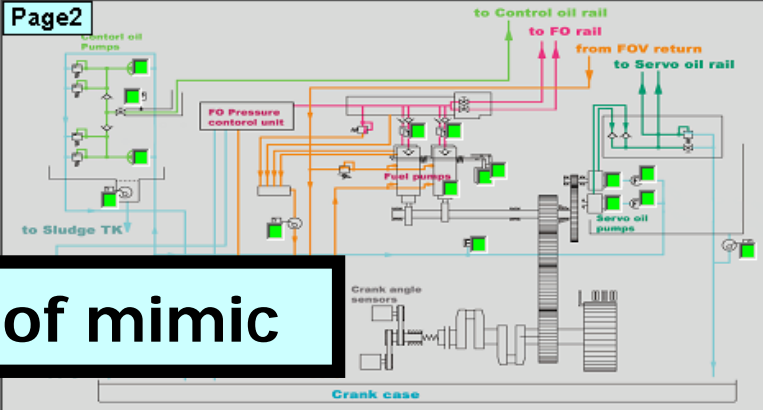 Page2
to Control oil rail
to FO rail
from FOV return
to Servo oil rail
Contorl oil
Pumps
FO Pressure
contorol unit
Fuel pumps
Servo oil
pumps
to Sludge TK
Crank angle
sensors
of mimic
Crank case